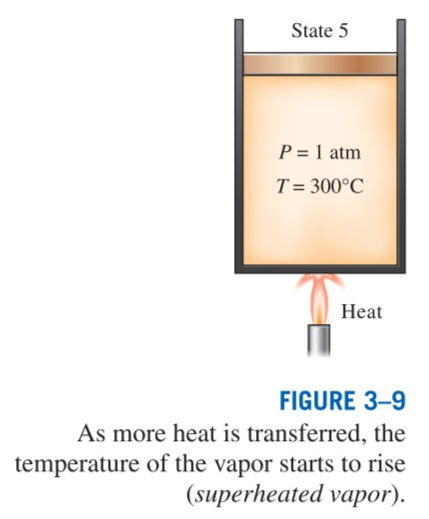 State 5
P = 1 atm
T = 300°C
Heat
FIGURE 3–9
As more heat is transferred, the
temperature of the vapor starts to rise
(superheated vapor).